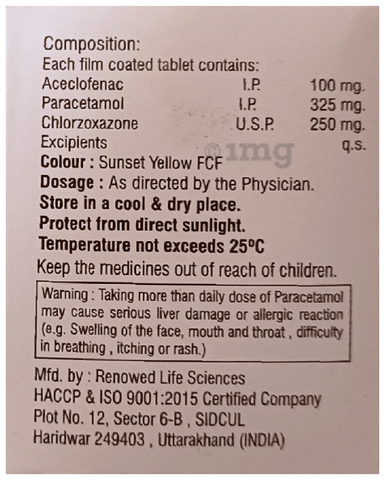 Composition:
Each film coated tablet contains:
Aceclofenac I.P. 100 mg.
Paracetamol I.P. 325 mg.
Chlorzoxazone U.S.P. 250 mg.
Excipients q.s.
1mg
Colour : Sunset Yellow FCF
Dosage : As directed by the Physician.
Store in a cool & dry place.
Protect from direct sunlight.
Temperature not exceeds 25ºC
Keep the medicines out of reach of children.
Warning : Taking more than daily dose of Paracetamol
may cause serious liver damage or allergic reaction
(e.g. Swelling of the face, mouth and throat , difficulty
in breathing , itching or rash.)
Mfd. by : Renowed Life Sciences
HACCP & ISO 9001:2015 Certified Company
Plot No. 12, Sector 6-B , SIDCUL
Haridwar 249403 , Uttarakhand (INDIA)